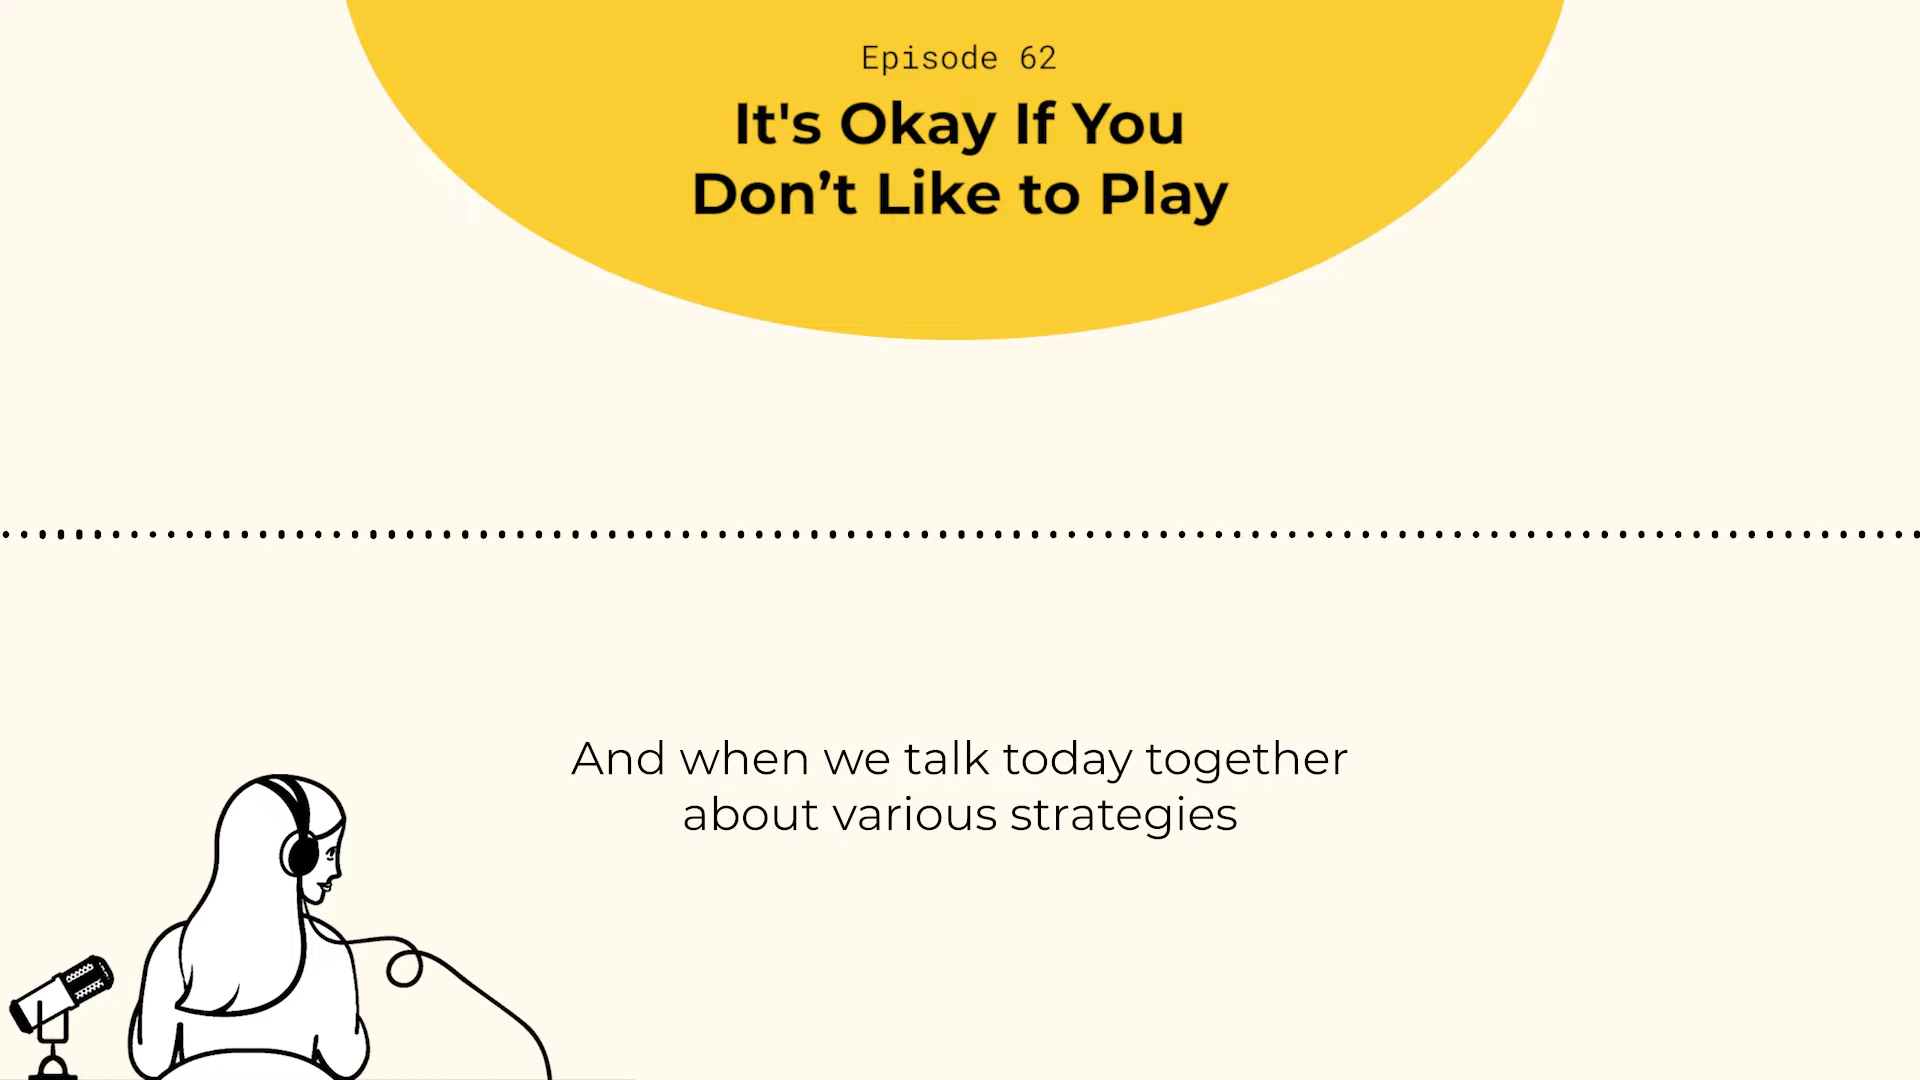 Episode 62
It's Okay If You
Don’t Like to Play
And when we talk today together
about various strategies